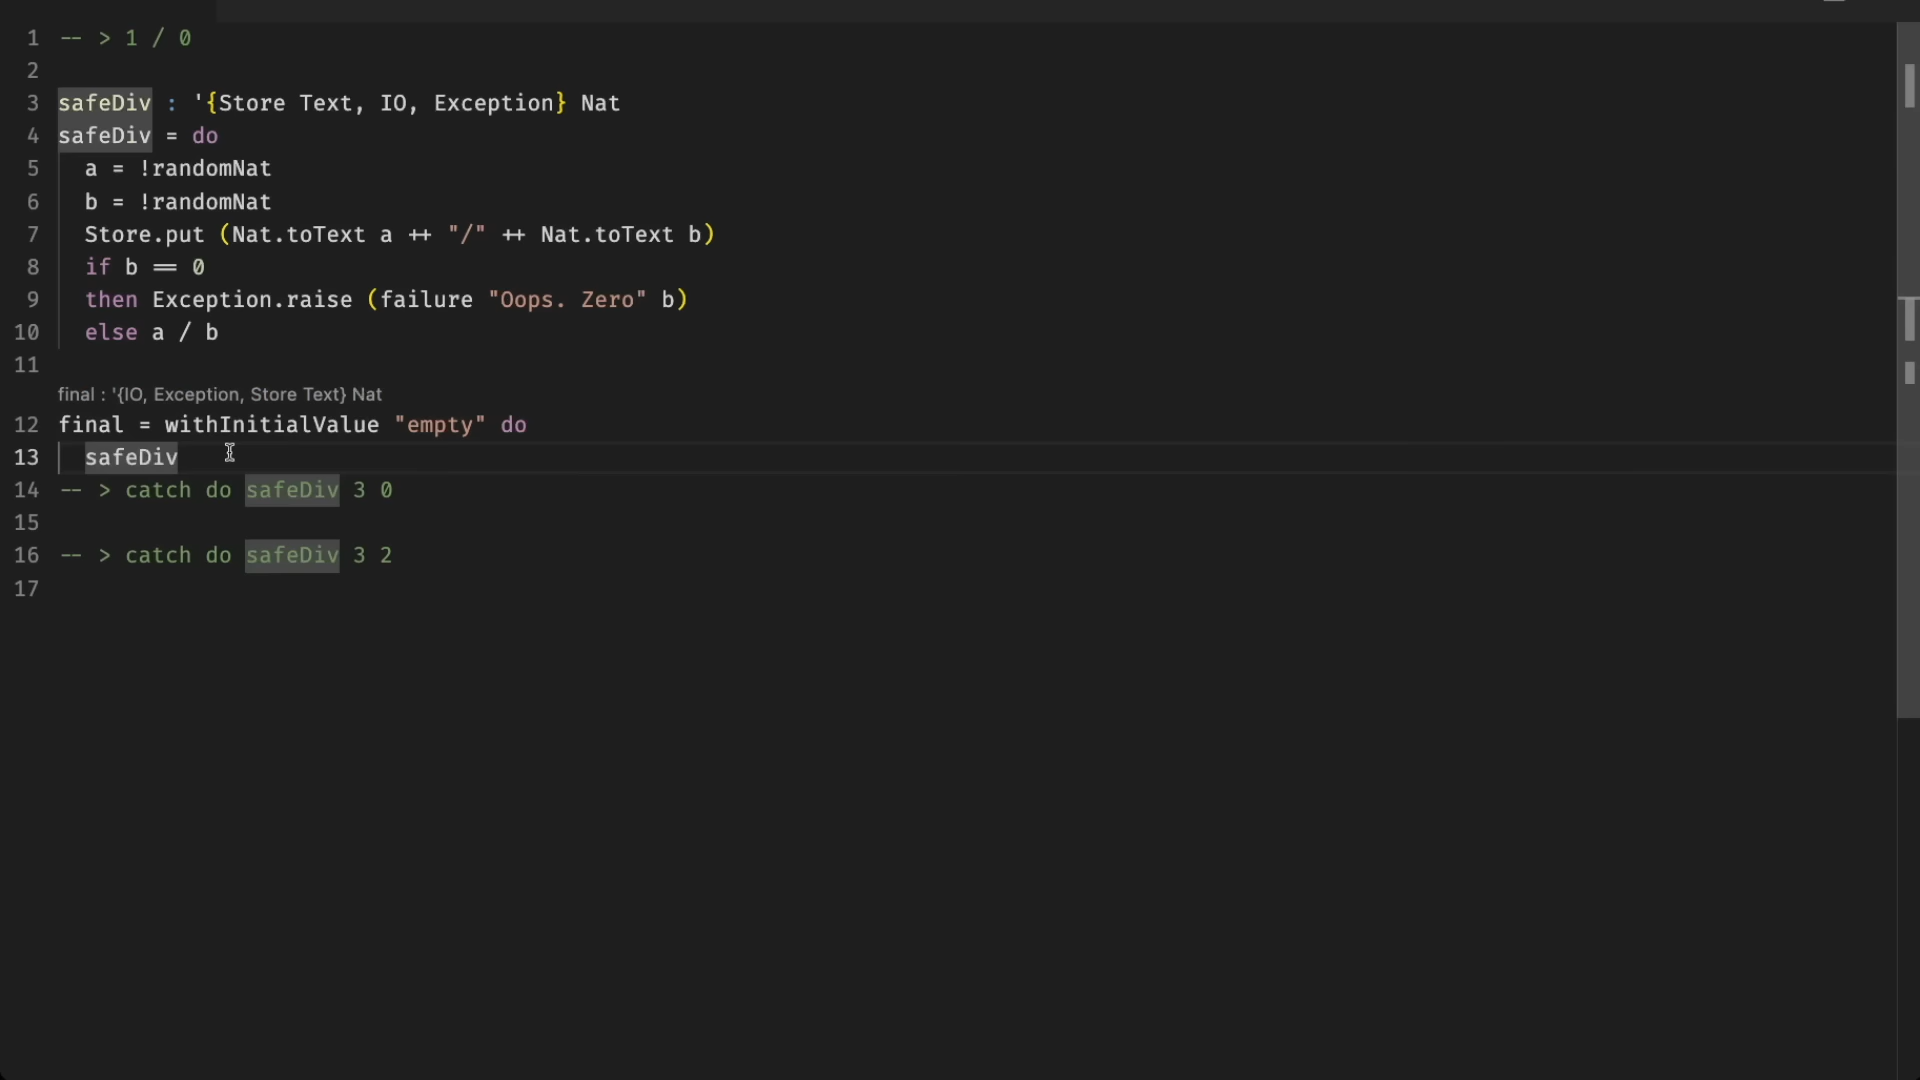 1 -- > 1 / 0
2
3 safeDiv : '{Store Text, IO, Exception} Nat
4 safeDiv = do
5 a = !randomNat
6 b = !randomNat
7 Store.put (Nat.toText a ++ "/" ++ Nat.toText b)
8 if b == 0
9 then Exception.raise (failure "Oops. Zero" b)
10 else a / b
11
final : '{IO, Exception, Store Text} Nat
12 final = withInitialValue "empty" do
13 safeDiv
14 -- > catch do safeDiv 3 0
15
16 -- > catch do safeDiv 3 2
17